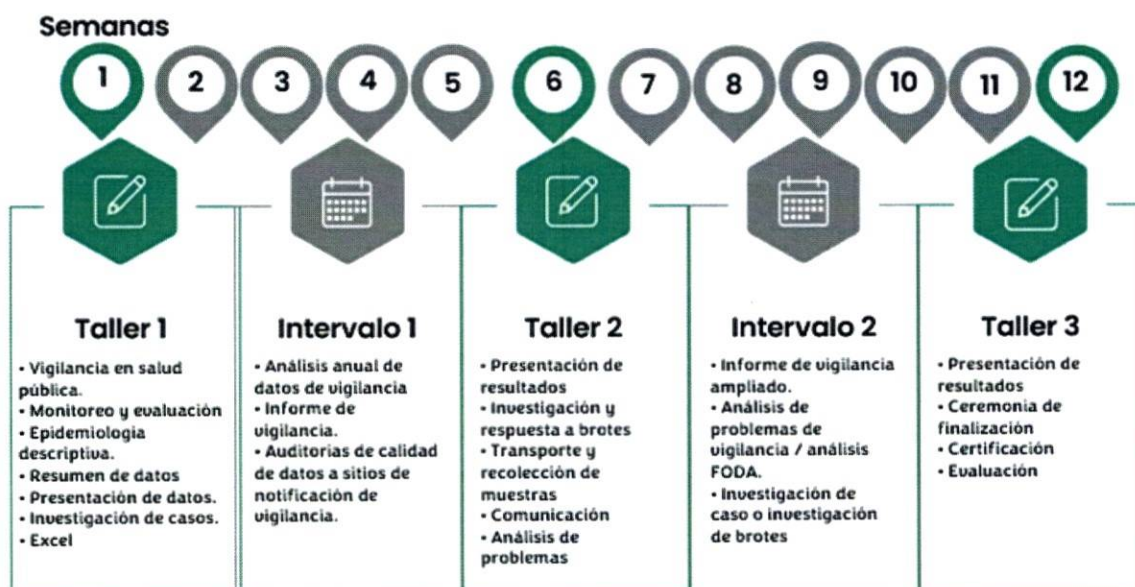 Semanas
1 2 3 4 5 6 7 8 9 10 11 12
Taller 1
• Vigilancia en salud
pública.
• Monitoreo y evaluación
• Epidemiologia
descriptiva.
• Resumen de datos
• Presentación de datos.
• Investigación de casos.
• Excel
Intervalo 1
• Análisis anual de
datos de vigilancia
• Informe de
vigilancia.
• Auditorias de calidad
de datos a sitios de
notificación de
vigilancia.
Taller 2
• Presentación de
resultados
• Investigación y
respuesta a brotes
• Transporte y
recolección de
muestras
• Comunicación
• Análisis de
problemas
Intervalo 2
• Informe de vigilancia
ampliado.
• Análisis de
problemas de
vigilancia / análisis
FODA.
• Investigación de
caso o investigación
de brotes
Taller 3
• Presentación de
resultados
• Ceremonia de
finalización
• Certificación
• Evaluación